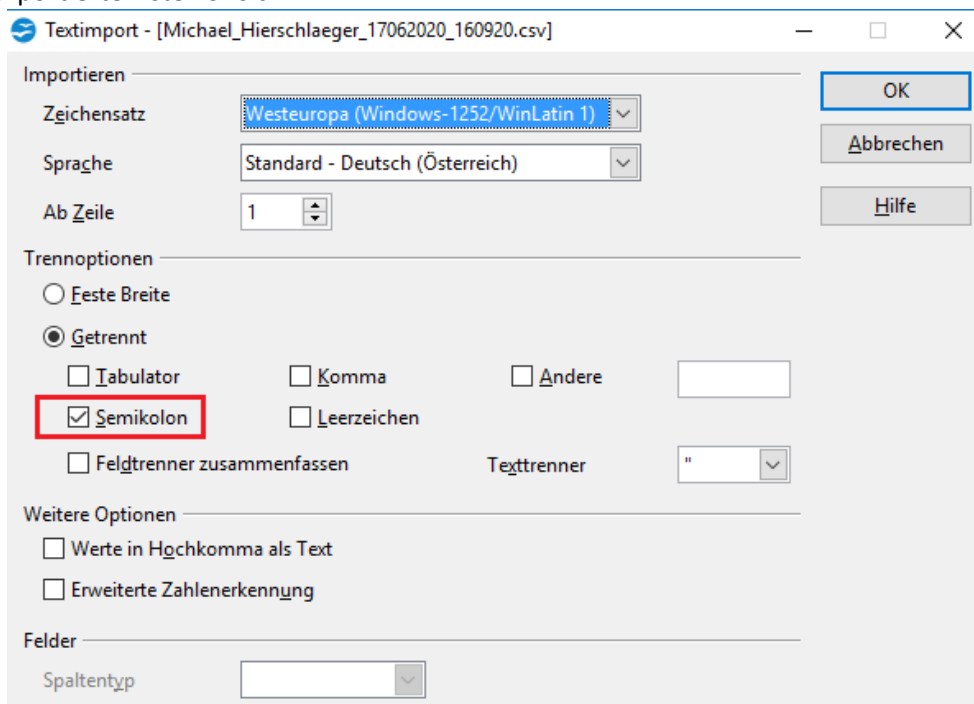 Textimport - [Michael_Hierschlaeger_17062020_160920.csv]
Importieren
OK
Zeichensatz
Westeuropa (Windows-1252/WinLatin 1)
Abbrechen
Sprache
Standard - Deutsch (Österreich)
Ab Zeile
1
Hilfe
Trennoptionen
Feste Breite
Getrennt
Tabulator
Komma
Andere
Semikolon
Leerzeichen
Feldtrenner zusammenfassen
Texttrenner
"
Weitere Optionen
Werte in Hochkomma als Text
Erweiterte Zahlenerkennung
Felder
Spaltentyp